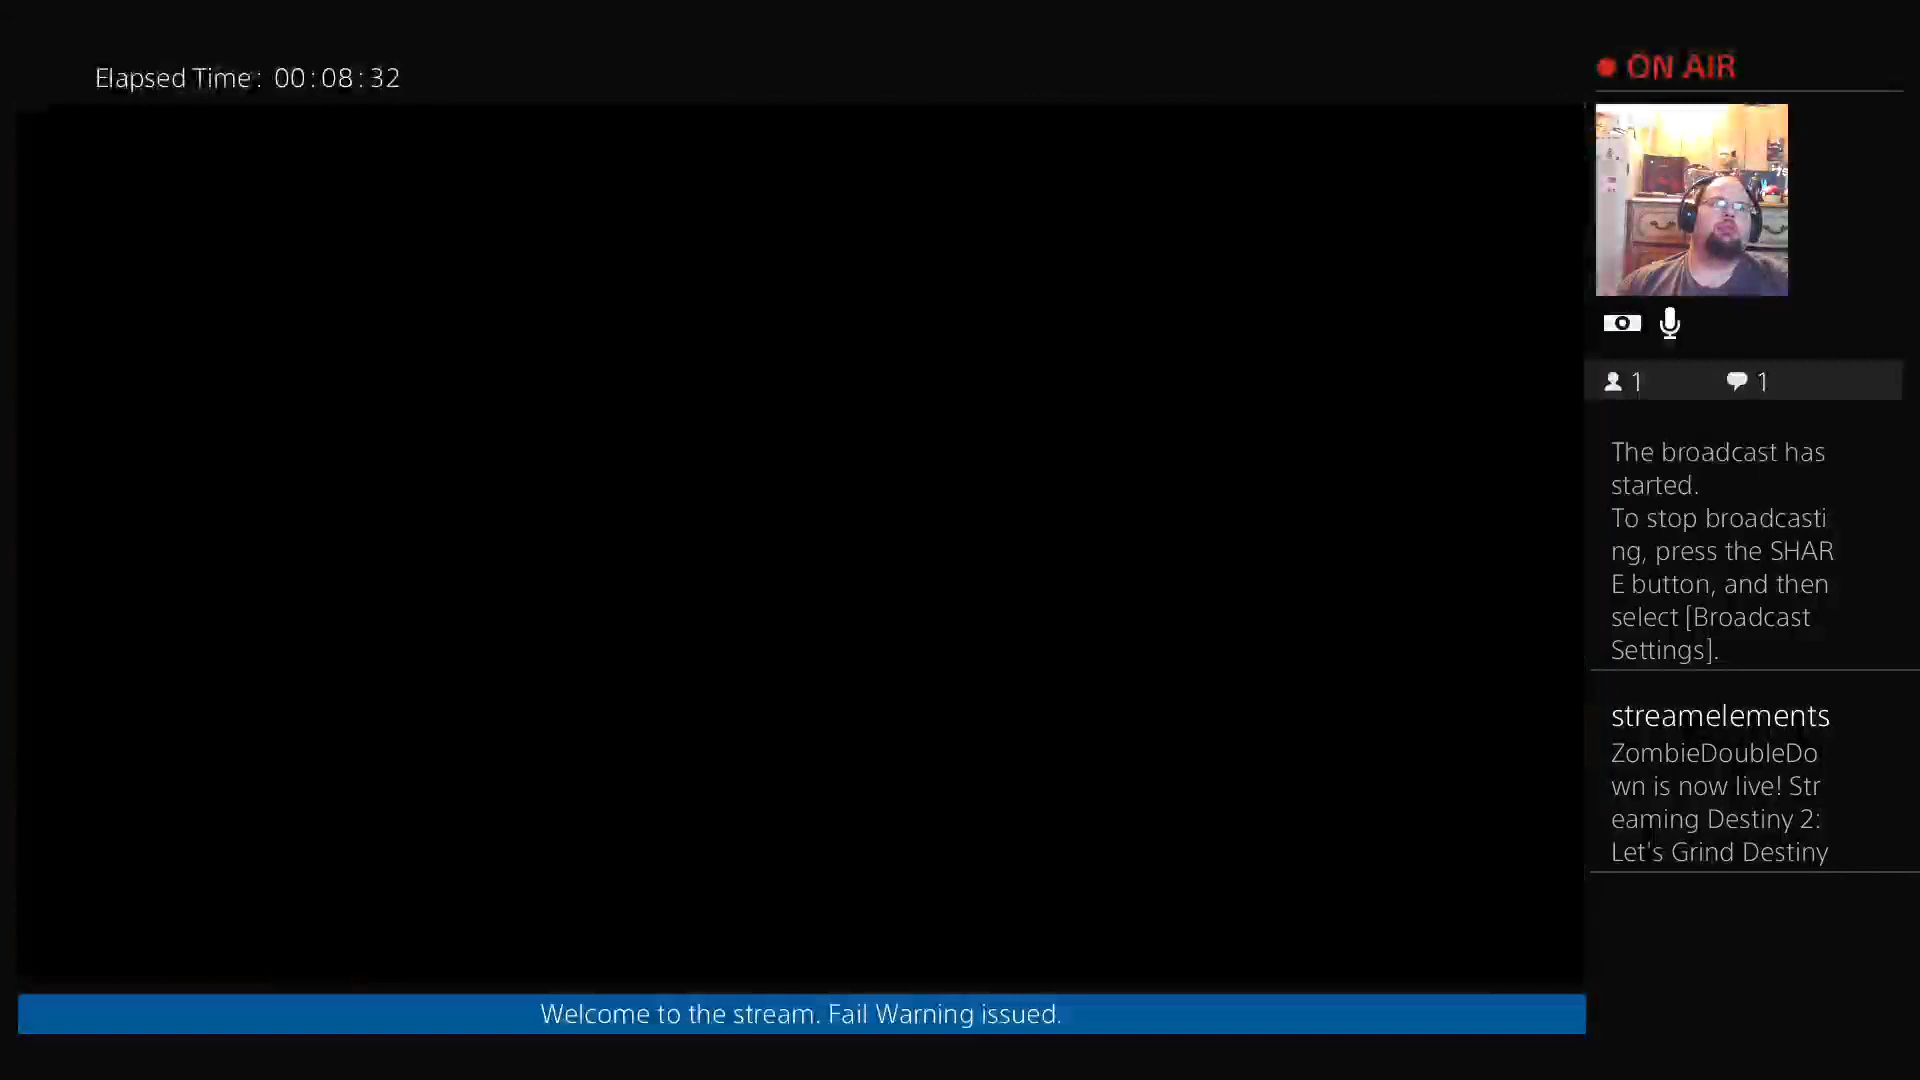 Elapsed Time: 00:08:32
ON AIR
1 1
The broadcast has
started.
To stop broadcasti
ng, press the SHAR
E button, and then
select [Broadcast
Settings].
streamelements
ZombieDoubleDo
wn is now live! Str
eaming Destiny 2:
Let's Grind Destiny
Welcome to the stream. Fail Warning issued.